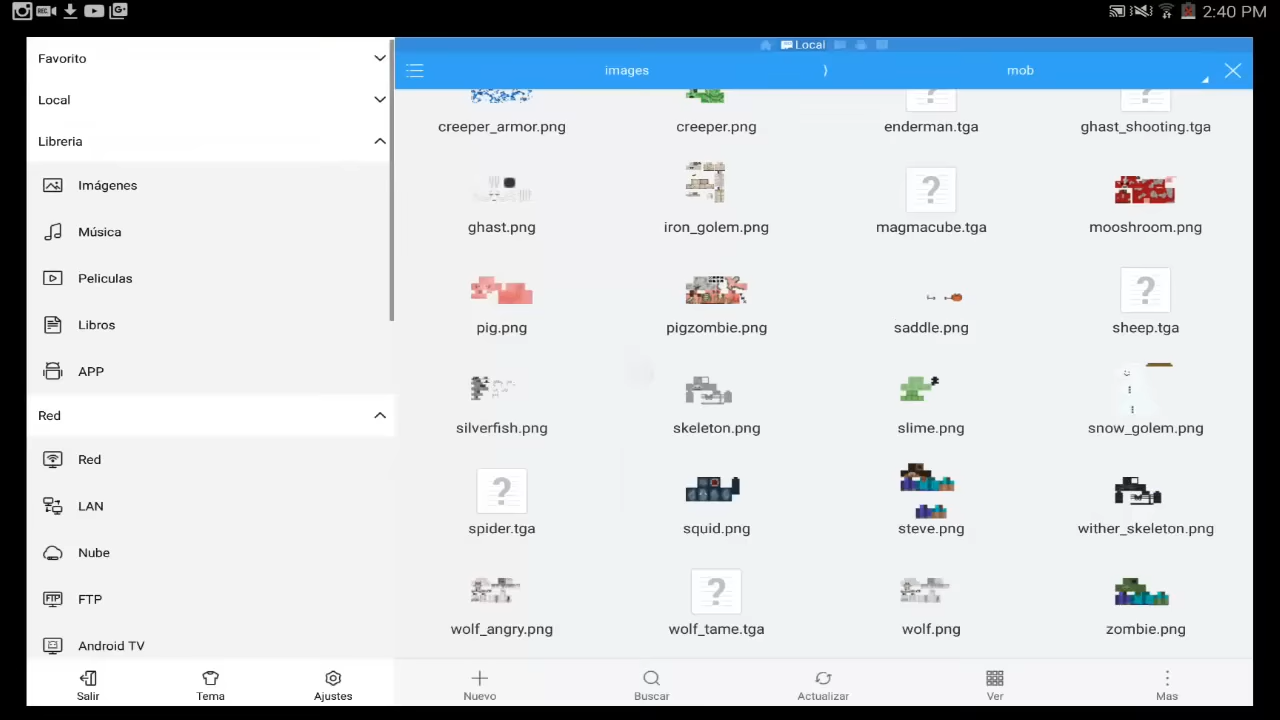 REC G+ 2:40 PM
Favorito
Local
Libreria
Imágenes
Música
Peliculas
Libros
APP
Red
Red
LAN
Nube
FTP FTP
Android TV
Salir Tema Ajustes
Local
images ⟩ mob
creeper_armor.png creeper.png enderman.tga ghast_shooting.tga
ghast.png iron_golem.png magmacube.tga mooshroom.png
pig.png pigzombie.png saddle.png sheep.tga
silverfish.png skeleton.png slime.png snow_golem.png
spider.tga squid.png steve.png wither_skeleton.png
wolf_angry.png wolf_tame.tga wolf.png zombie.png
Nuevo Buscar Actualizar Ver Mas